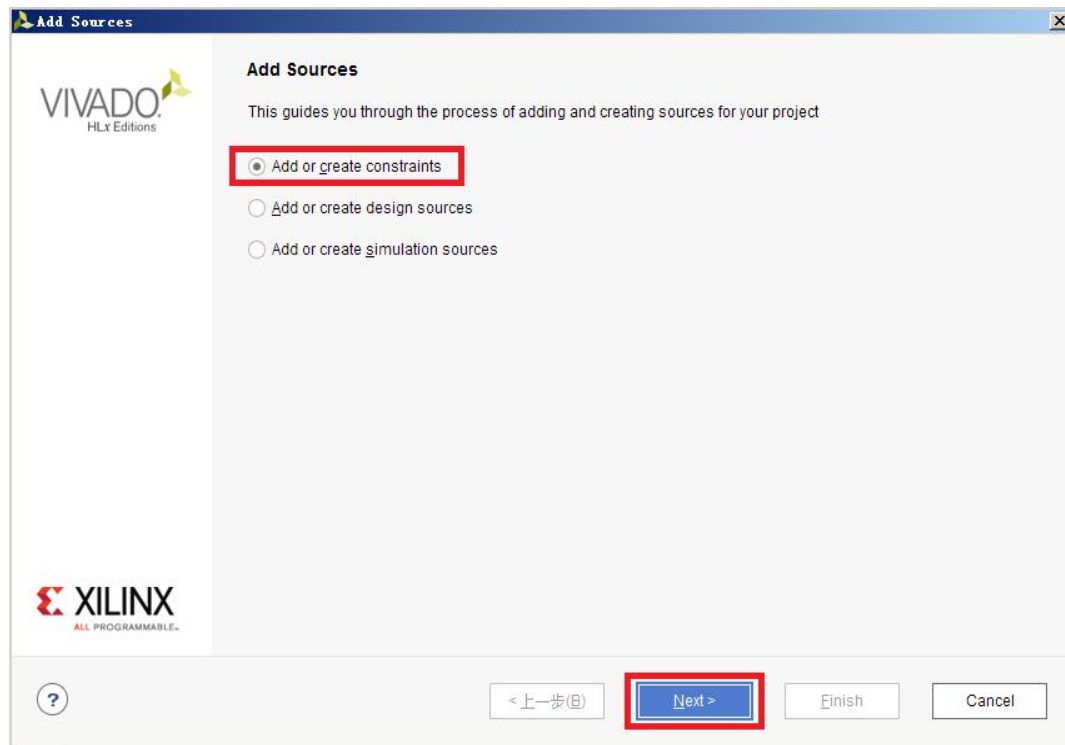 Add Sources
VIVADO.
HLx Editions
Add Sources
This guides you through the process of adding and creating sources for your project
Add or create constraints
Add or create design sources
Add or create simulation sources
XILINX
ALL PROGRAMMABLE™
?
<上一步(B)
Next >
Finish
Cancel